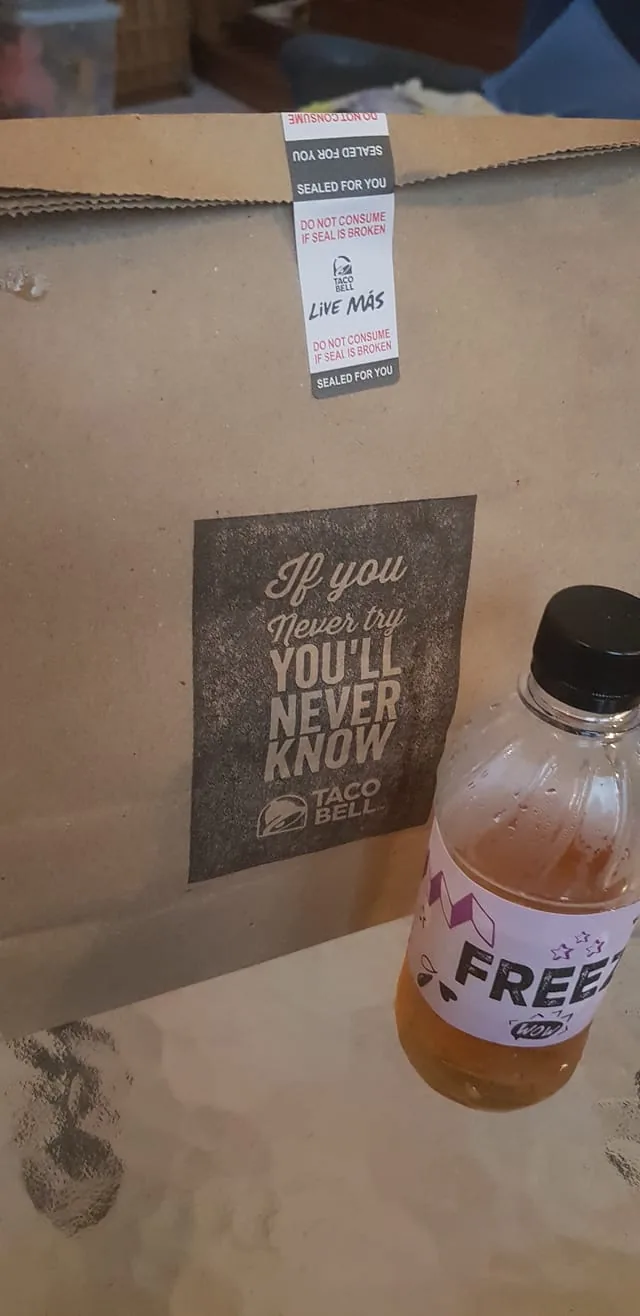 DO NOT CONSUME
SEALED FOR YOU
SEALED FOR YOU
DO NOT CONSUME
IF SEAL IS BROKEN
TACO
BELL
LiVE MÁS
DO NOT CONSUME
IF SEAL IS BROKEN
SEALED FOR YOU
If you
Never try
YOU'LL
NEVER
KNOW
TACO
BELL
FREEZ
WOW